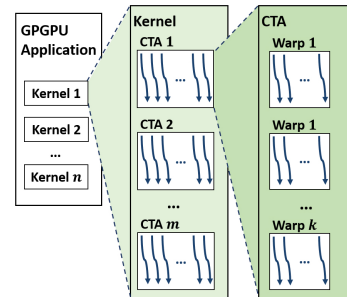 GPGPU
Application
Kernel 1
Kernel 2
...
Kernel n
Kernel
CTA 1
...
CTA 2
...
...
CTA m
...
CTA
Warp 1
...
Warp 1
...
...
Warp k
...